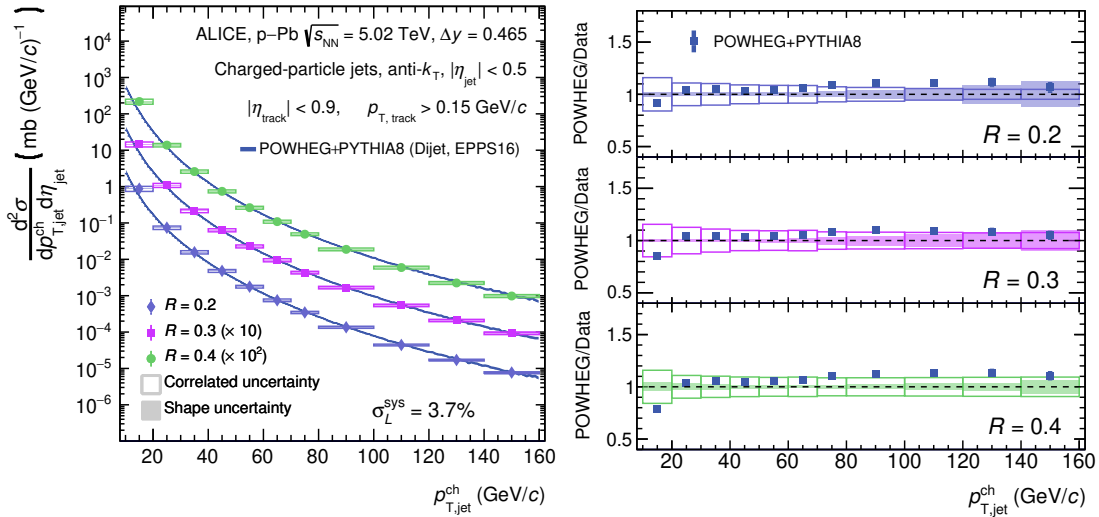 ALICE, p–Pb √s_NN = 5.02 TeV, Δy = 0.465
Charged-particle jets, anti-k_T, |η_jet| < 0.5
|η_track| < 0.9, p_T, track > 0.15 GeV/c
POWHEG+PYTHIA8 (Dijet, EPPS16)
d²σ / dp^ch_T,jet dη_jet { mb (GeV/c)⁻¹ }
10⁴
10³
10²
10
1
10⁻¹
10⁻²
10⁻³
10⁻⁴
10⁻⁵
10⁻⁶
R = 0.2
R = 0.3 (× 10)
R = 0.4 (× 10²)
Correlated uncertainty
Shape uncertainty
σ_L^sys = 3.7%
20 40 60 80 100 120 140 160
p^ch_T,jet (GeV/c)
POWHEG/Data
1.5
1
0.5
POWHEG+PYTHIA8
R = 0.2
POWHEG/Data
1.5
1
0.5
R = 0.3
POWHEG/Data
1.5
1
0.5
R = 0.4
20 40 60 80 100 120 140 160
p^ch_T,jet (GeV/c)